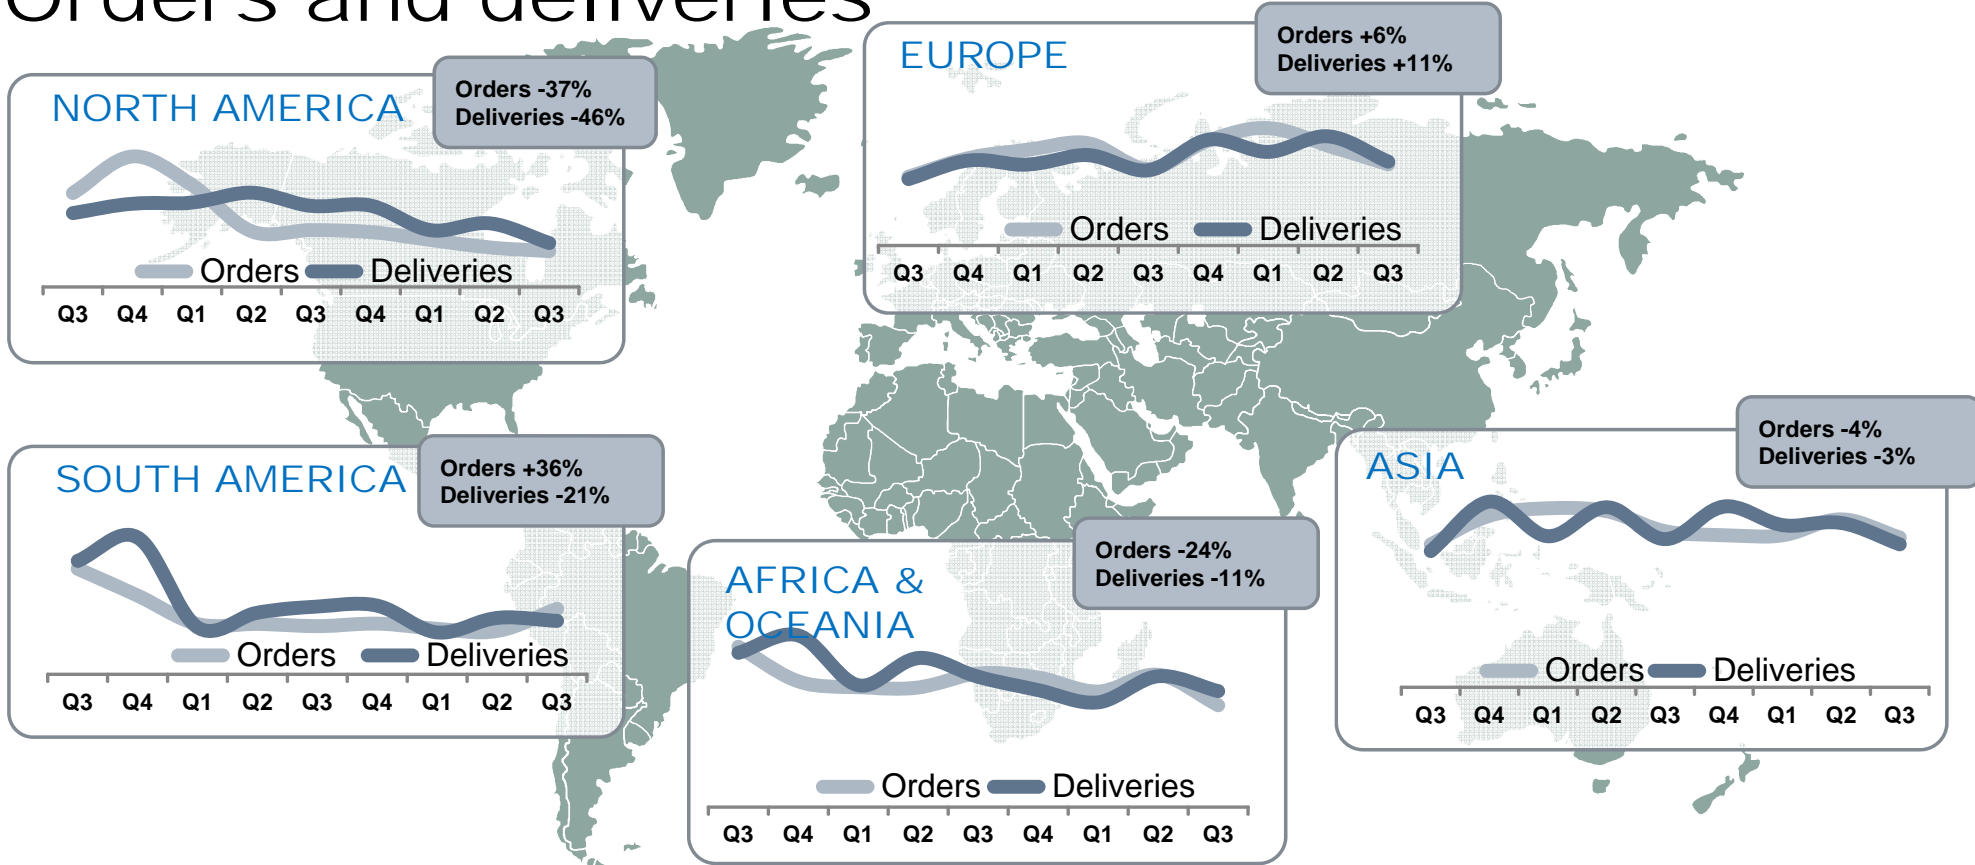 Orders and deliveries
NORTH AMERICA
Orders -37%
Deliveries -46%
Orders Deliveries
Q3 Q4 Q1 Q2 Q3 Q4 Q1 Q2 Q3
EUROPE
Orders +6%
Deliveries +11%
Orders Deliveries
Q3 Q4 Q1 Q2 Q3 Q4 Q1 Q2 Q3
SOUTH AMERICA
Orders +36%
Deliveries -21%
Orders Deliveries
Q3 Q4 Q1 Q2 Q3 Q4 Q1 Q2 Q3
AFRICA &
OCEANIA
Orders -24%
Deliveries -11%
Orders Deliveries
Q3 Q4 Q1 Q2 Q3 Q4 Q1 Q2 Q3
ASIA
Orders -4%
Deliveries -3%
Orders Deliveries
Q3 Q4 Q1 Q2 Q3 Q4 Q1 Q2 Q3